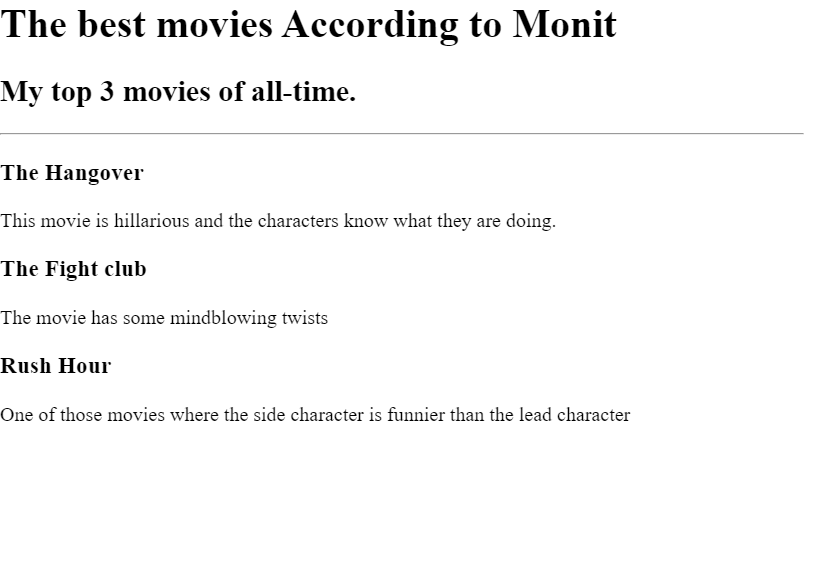 The best movies According to Monit
My top 3 movies of all-time.
The Hangover
This movie is hillarious and the characters know what they are doing.
The Fight club
The movie has some mindblowing twists
Rush Hour
One of those movies where the side character is funnier than the lead character